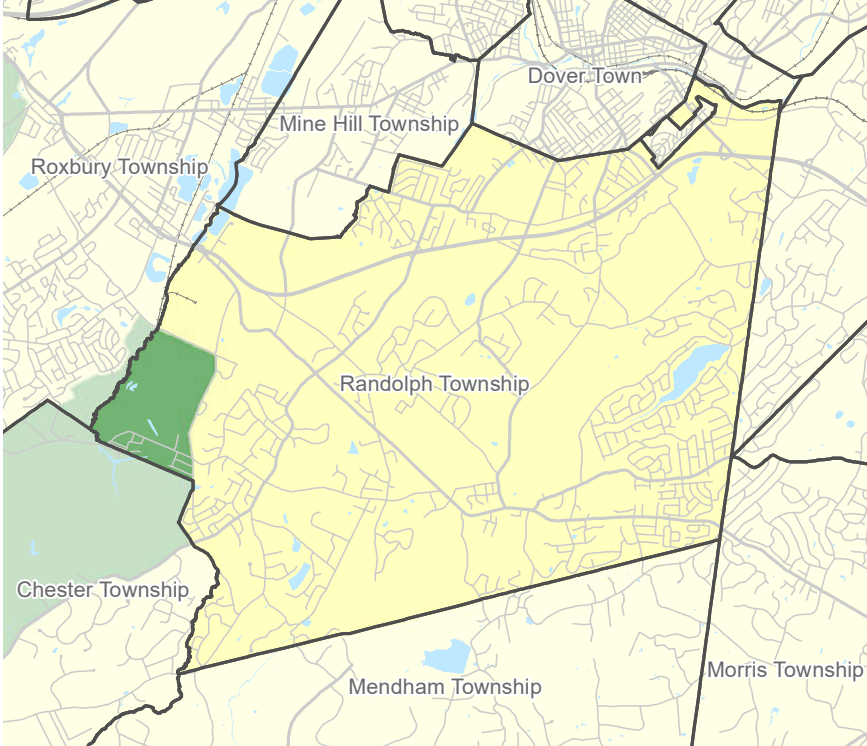 Dover Town
Mine Hill Township
Roxbury Township
Randolph Township
Chester Township
Morris Township
Mendham Township